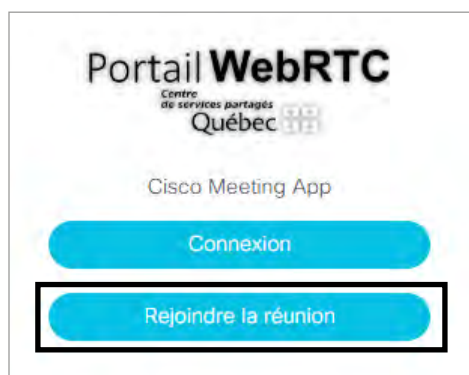 Portail WebRTC
Centre
de services partagés
Québec
Cisco Meeting App
Connexion
Rejoindre la réunion